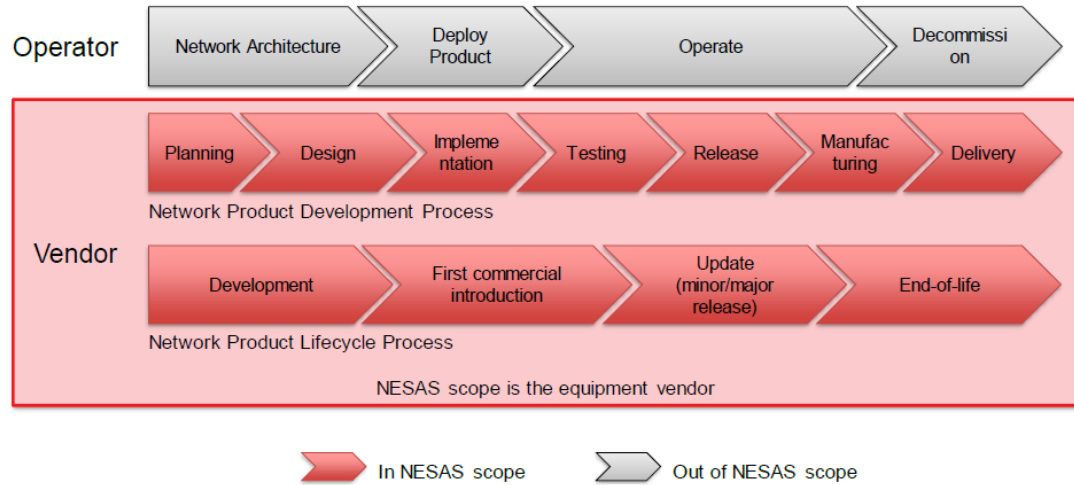 Operator
Network Architecture
Deploy
Product
Operate
Decommissi
on
Planning
Design
Impleme
ntation
Testing
Release
Manufac
turing
Delivery
Network Product Development Process
Vendor
Development
First commercial
introduction
Update
(minor/major
release)
End-of-life
Network Product Lifecycle Process
NESAS scope is the equipment vendor
In NESAS scope
Out of NESAS scope